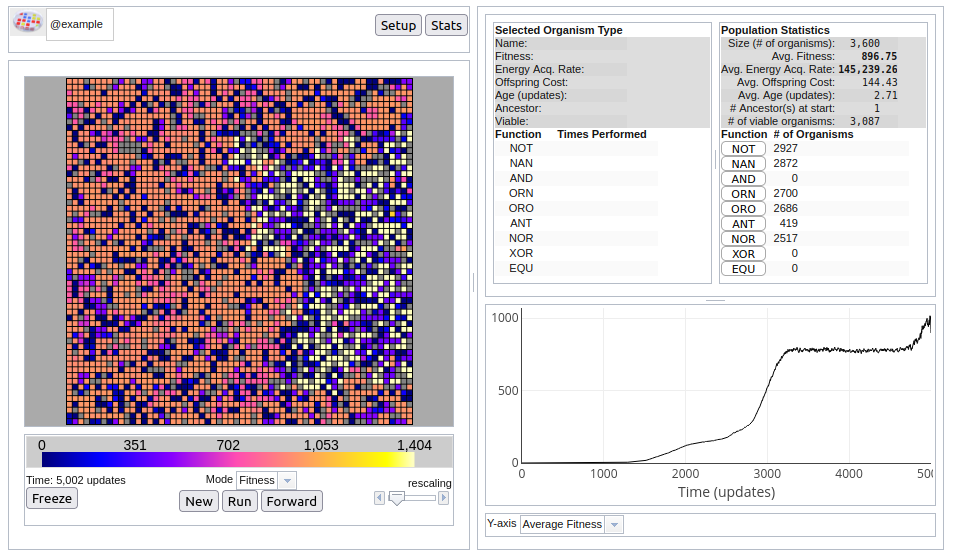 @example
Setup
Stats
0 351 702 1,053 1,404
Time: 5,002 updates
Mode
Fitness
rescaling
Freeze
New
Run
Forward
Selected Organism Type
Name:
Fitness:
Energy Acq. Rate:
Offspring Cost:
Age (updates):
Ancestor:
Viable:
Function Times Performed
NOT
NAN
AND
ORN
ORO
ANT
NOR
XOR
EQU
Population Statistics
Size (# of organisms): 3,600
Avg. Fitness: 896.75
Avg. Energy Acq. Rate: 145,239.26
Avg. Offspring Cost: 144.43
Avg. Age (updates): 2.71
# Ancestor(s) at start: 1
# of viable organisms: 3,087
Function # of Organisms
NOT 2927
NAN 2872
AND 0
ORN 2700
ORO 2686
ANT 419
NOR 2517
XOR 0
EQU 0
1000
500
0
0 1000 2000 3000 4000 50
Time (updates)
Y-axis
Average Fitness